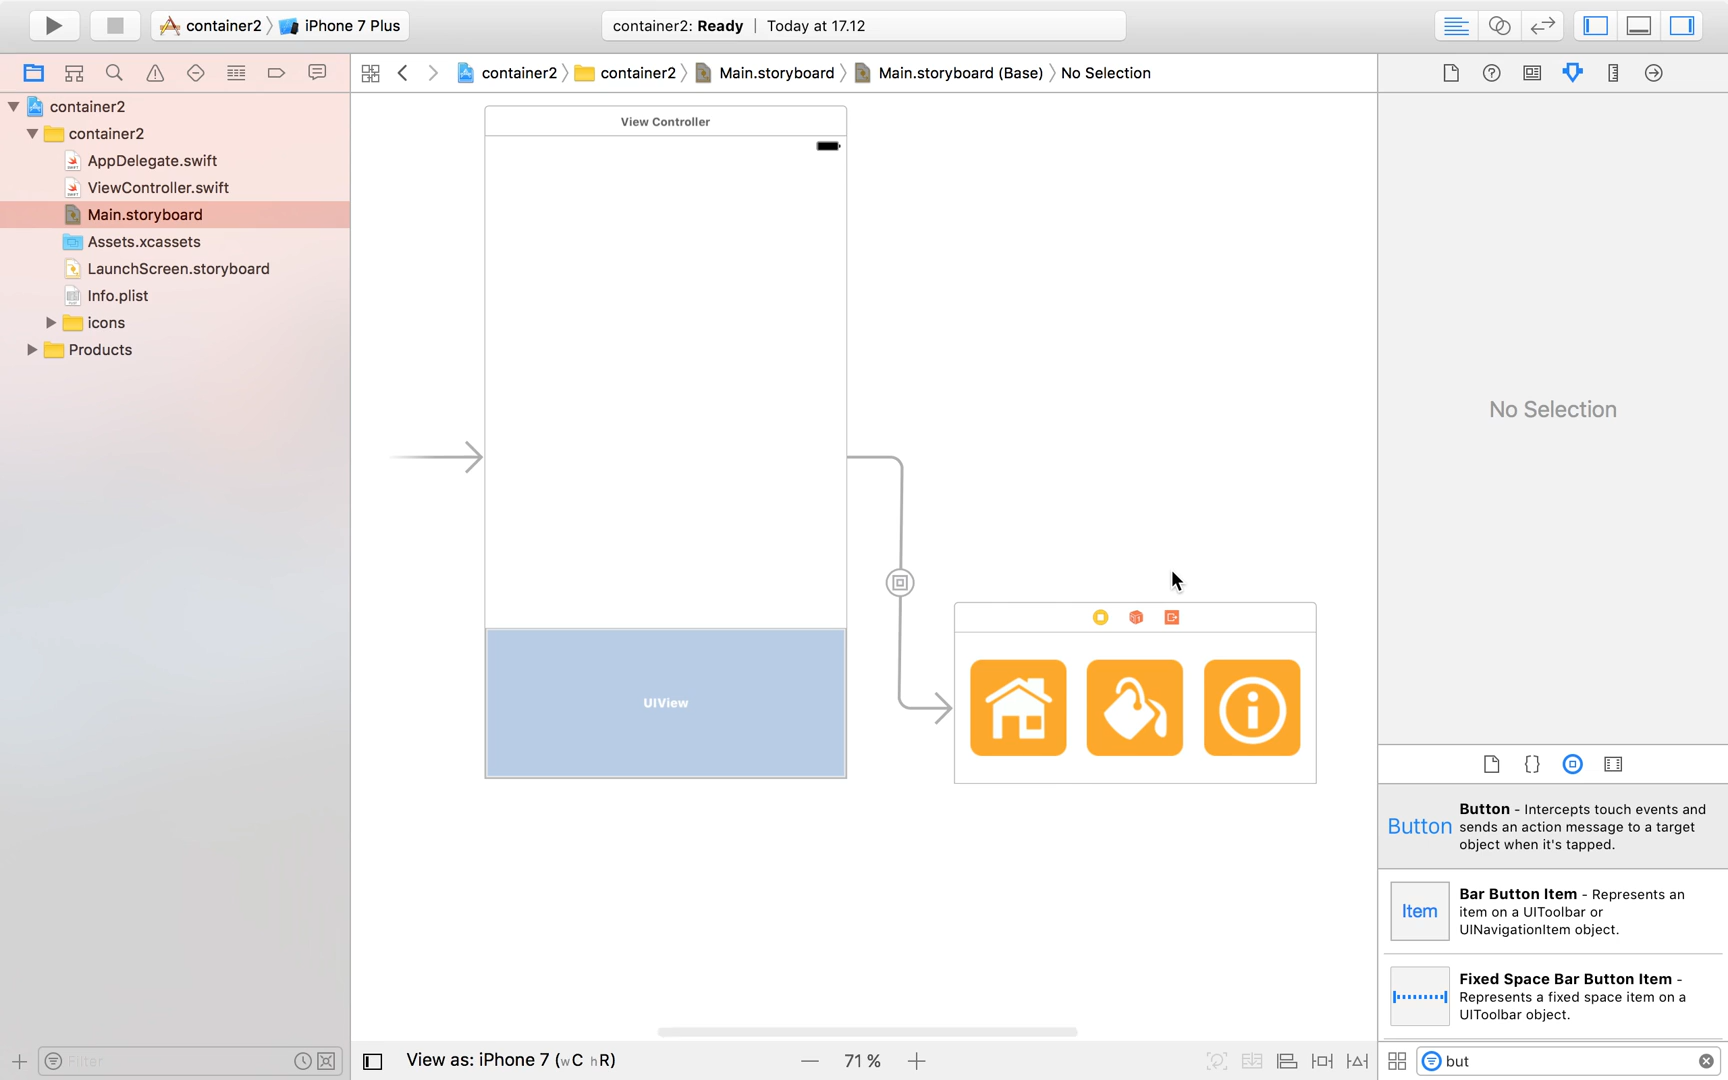 container2 iPhone 7 Plus
container2: Ready | Today at 17.12
container2 container2 Main.storyboard Main.storyboard (Base) No Selection
container2
container2
AppDelegate.swift
ViewController.swift
Main.storyboard
Assets.xcassets
LaunchScreen.storyboard
Info.plist
icons
Products
View Controller
UIView
No Selection
Button
Button - Intercepts touch events and
sends an action message to a target
object when it's tapped.
Item
Bar Button Item - Represents an
item on a UIToolbar or
UINavigationItem object.
Fixed Space Bar Button Item -
Represents a fixed space item on a
UIToolbar object.
Filter
View as: iPhone 7 (wC hR)
71 %
but